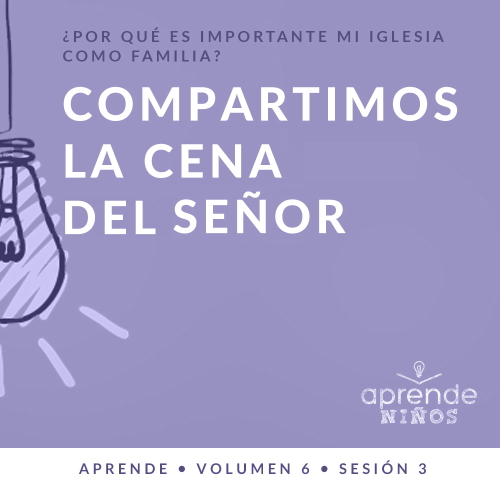 ¿POR QUÉ ES IMPORTANTE MI IGLESIA
COMO FAMILIA?
COMPARTIMOS
LA CENA
DEL SEÑOR
aprende
NIÑOS
APRENDE • VOLUMEN 6 • SESIÓN 3